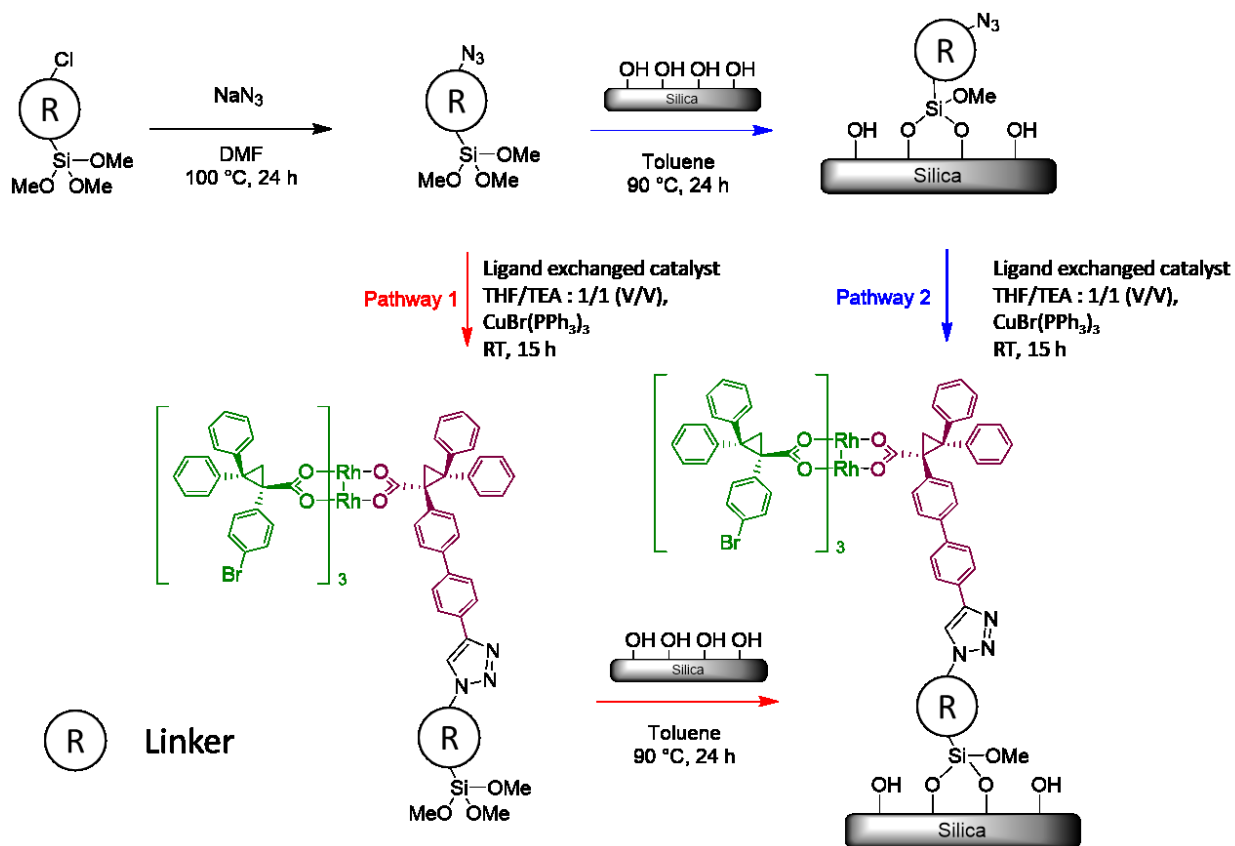 Cl
R
Si OMe
MeO OMe
NaN3
DMF
100 °C, 24 h
N3
R
Si OMe
MeO OMe
OH OH OH OH
Silica
Toluene
90 °C, 24 h
N3
R
Si OMe
OH O O OH
Silica
Pathway 1
Ligand exchanged catalyst
THF/TEA : 1/1 (V/V),
CuBr(PPh3)3
RT, 15 h
Pathway 2
Ligand exchanged catalyst
THF/TEA : 1/1 (V/V),
CuBr(PPh3)3
RT, 15 h
O Rh O
O Rh O
Br
3
N
N N
R
Si OMe
MeO OMe
OH OH OH OH
Silica
Toluene
90 °C, 24 h
O Rh O
O Rh O
Br
3
N
N N
R
Si OMe
OH O O OH
Silica
R Linker